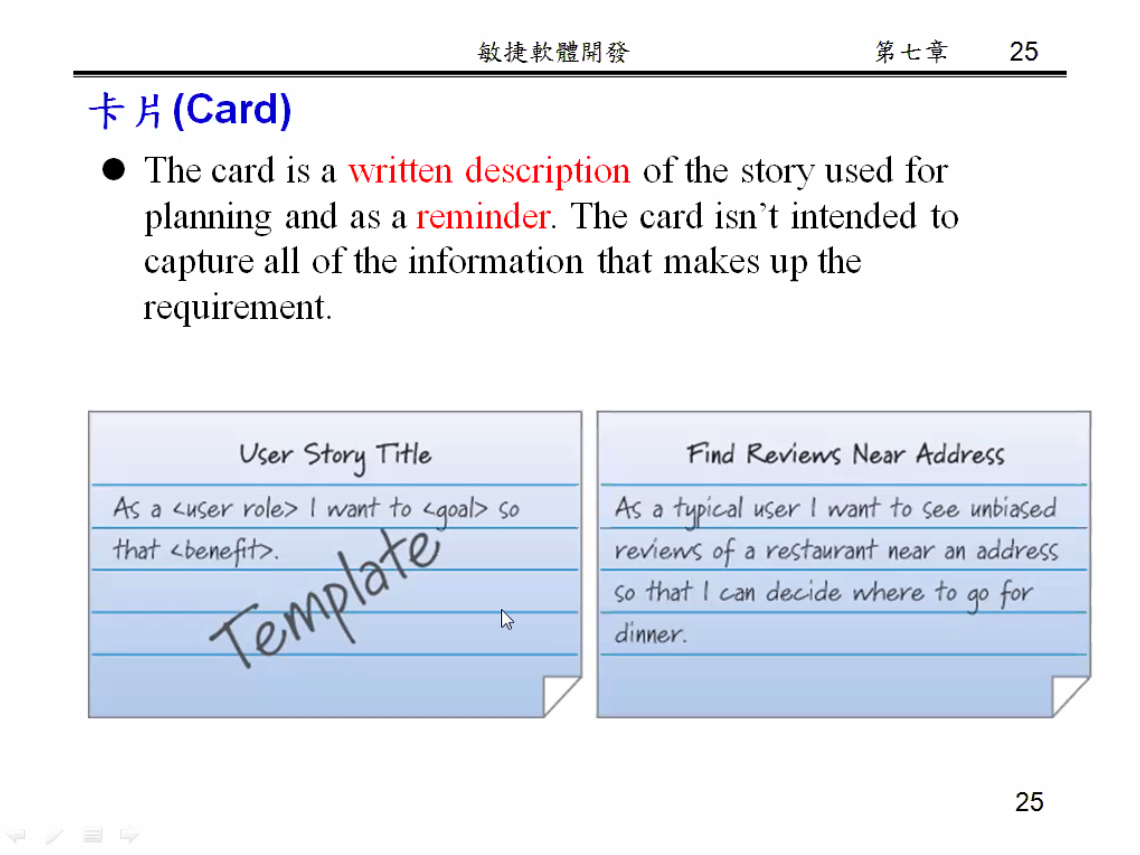 敏捷軟體開發 第七章 25
卡片(Card)
● The card is a written description of the story used for
planning and as a reminder. The card isn’t intended to
capture all of the information that makes up the
requirement.
User Story Title
As a <user role> I want to <goal> so
that <benefit>.
Template
Find Reviews Near Address
As a typical user I want to see unbiased
reviews of a restaurant near an address
so that I can decide where to go for
dinner.
25